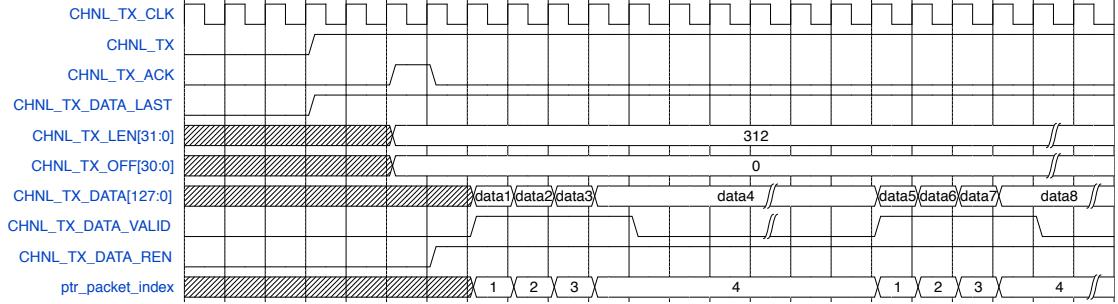 CHNL_TX_CLK
CHNL_TX
CHNL_TX_ACK
CHNL_TX_DATA_LAST
CHNL_TX_LEN[31:0] 312
CHNL_TX_OFF[30:0] 0
CHNL_TX_DATA[127:0] data1 data2 data3 data4 data5 data6 data7 data8
CHNL_TX_DATA_VALID
CHNL_TX_DATA_REN
ptr_packet_index 1 2 3 4 1 2 3 4